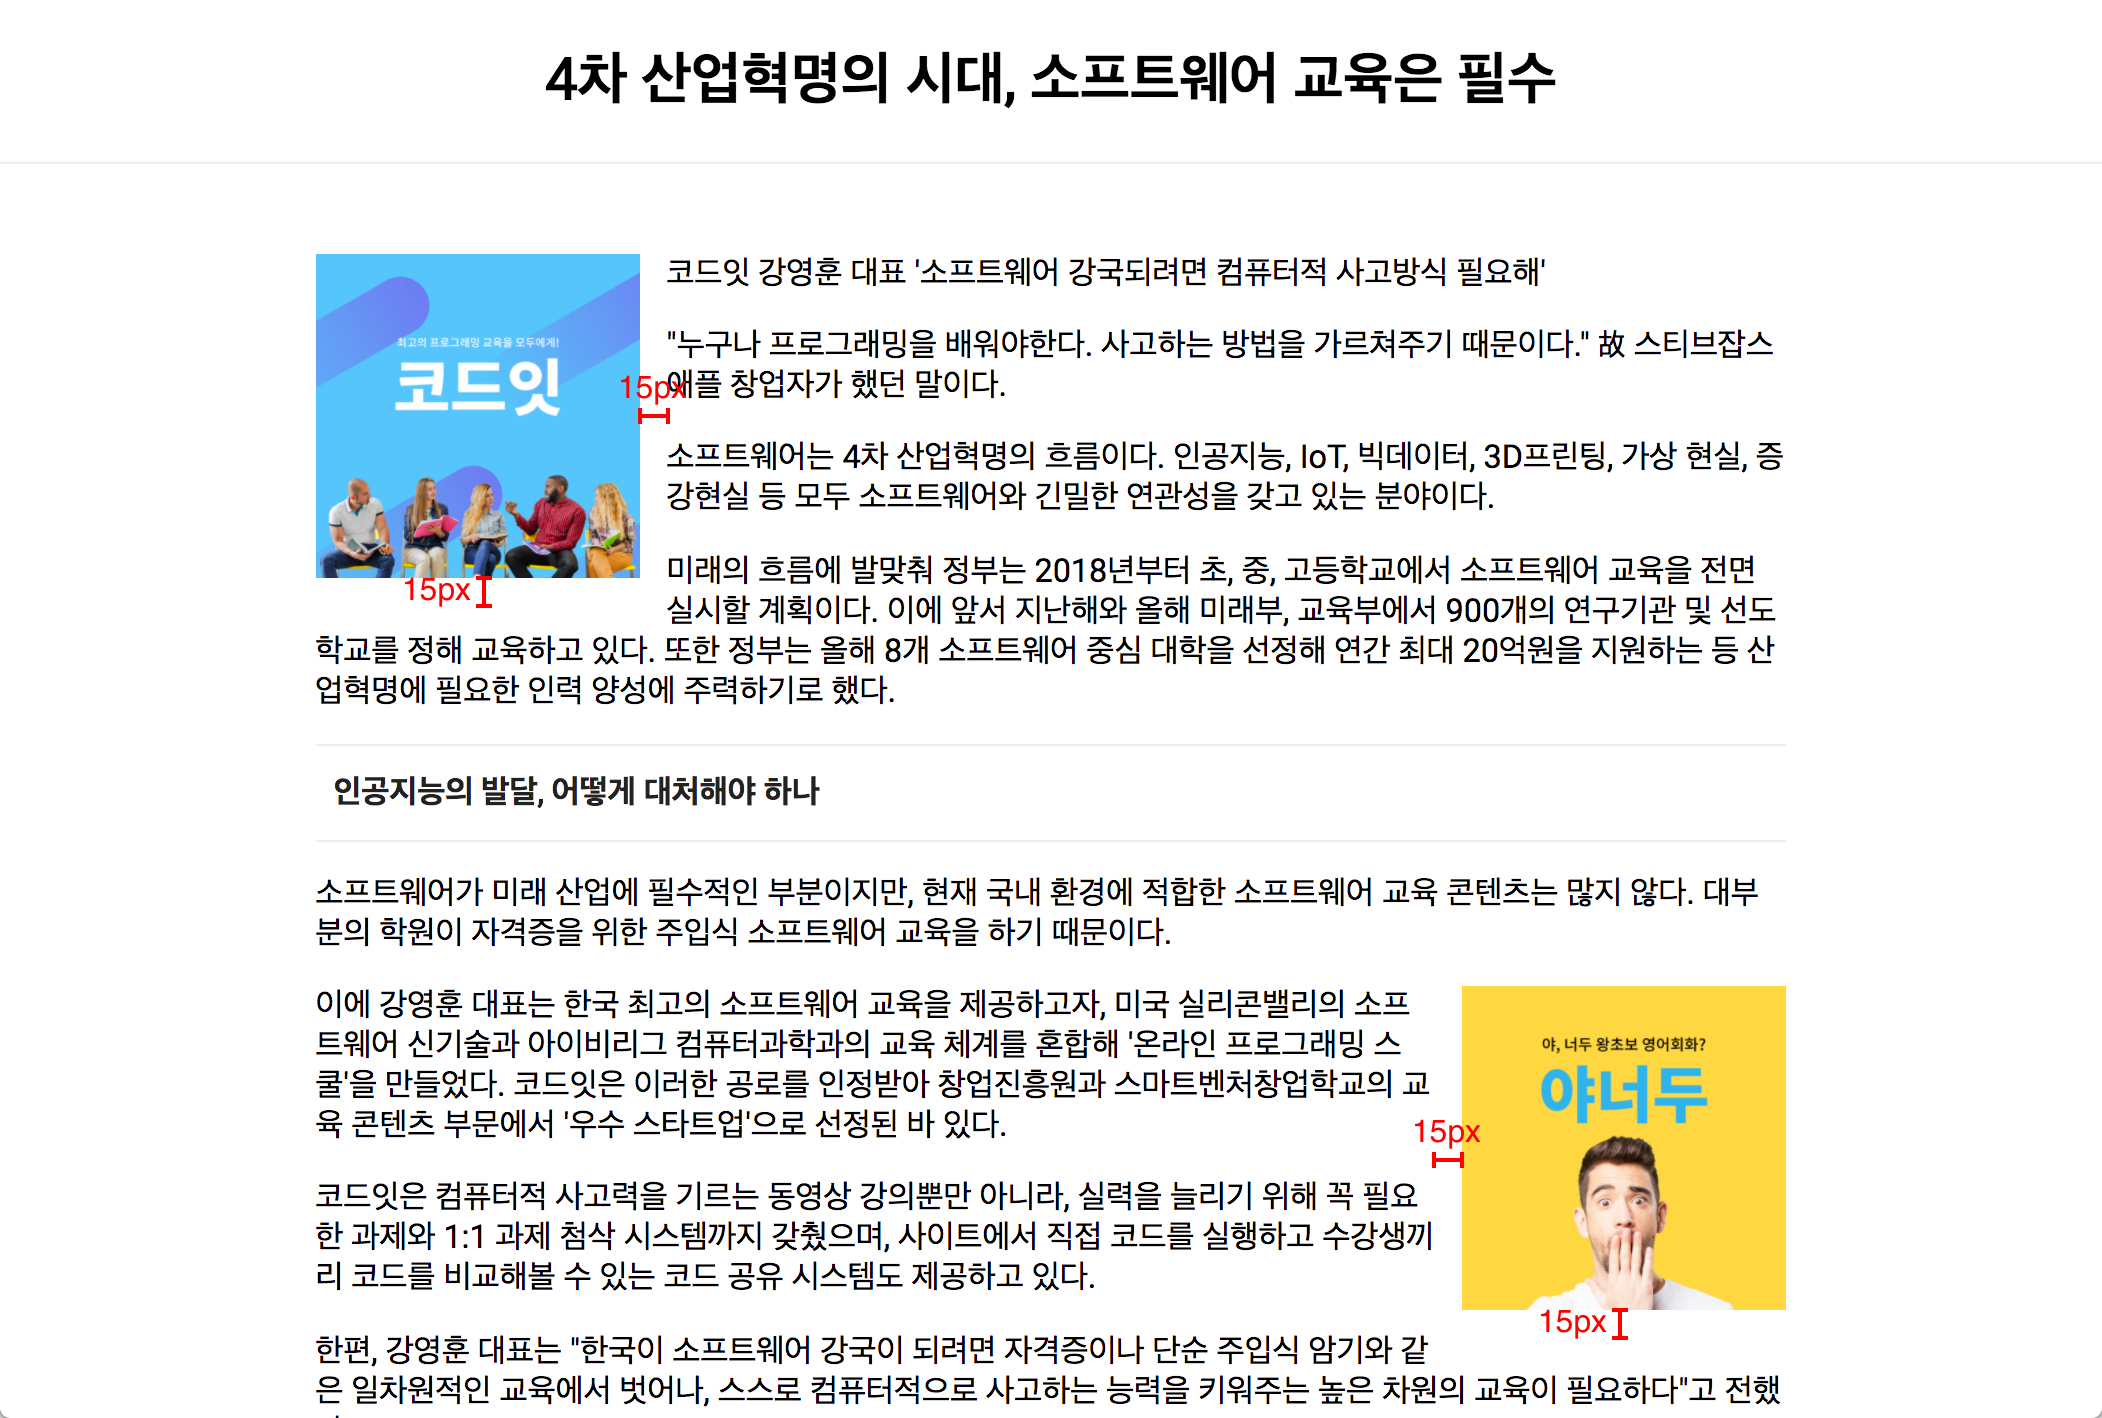 4차 산업혁명의 시대, 소프트웨어 교육은 필수
최고의 프로그래밍 교육을 모두에게!
코드잇
15px
15px
코드잇 강영훈 대표 '소프트웨어 강국되려면 컴퓨터적 사고방식 필요해'
"누구나 프로그래밍을 배워야한다. 사고하는 방법을 가르쳐주기 때문이다." 故 스티브잡스
애플 창업자가 했던 말이다.
소프트웨어는 4차 산업혁명의 흐름이다. 인공지능, IoT, 빅데이터, 3D프린팅, 가상 현실, 증
강현실 등 모두 소프트웨어와 긴밀한 연관성을 갖고 있는 분야이다.
미래의 흐름에 발맞춰 정부는 2018년부터 초, 중, 고등학교에서 소프트웨어 교육을 전면
실시할 계획이다. 이에 앞서 지난해와 올해 미래부, 교육부에서 900개의 연구기관 및 선도
학교를 정해 교육하고 있다. 또한 정부는 올해 8개 소프트웨어 중심 대학을 선정해 연간 최대 20억원을 지원하는 등 산
업혁명에 필요한 인력 양성에 주력하기로 했다.
인공지능의 발달, 어떻게 대처해야 하나
소프트웨어가 미래 산업에 필수적인 부분이지만, 현재 국내 환경에 적합한 소프트웨어 교육 콘텐츠는 많지 않다. 대부
분의 학원이 자격증을 위한 주입식 소프트웨어 교육을 하기 때문이다.
이에 강영훈 대표는 한국 최고의 소프트웨어 교육을 제공하고자, 미국 실리콘밸리의 소프
트웨어 신기술과 아이비리그 컴퓨터과학과의 교육 체계를 혼합해 '온라인 프로그래밍 스
쿨'을 만들었다. 코드잇은 이러한 공로를 인정받아 창업진흥원과 스마트벤처창업학교의 교
육 콘텐츠 부문에서 '우수 스타트업'으로 선정된 바 있다.
야, 너두 왕초보 영어회화?
야너두
15px
15px
코드잇은 컴퓨터적 사고력을 기르는 동영상 강의뿐만 아니라, 실력을 늘리기 위해 꼭 필요
한 과제와 1:1 과제 첨삭 시스템까지 갖췄으며, 사이트에서 직접 코드를 실행하고 수강생끼
리 코드를 비교해볼 수 있는 코드 공유 시스템도 제공하고 있다.
한편, 강영훈 대표는 "한국이 소프트웨어 강국이 되려면 자격증이나 단순 주입식 암기와 같
은 일차원적인 교육에서 벗어나, 스스로 컴퓨터적으로 사고하는 능력을 키워주는 높은 차원의 교육이 필요하다"고 전했